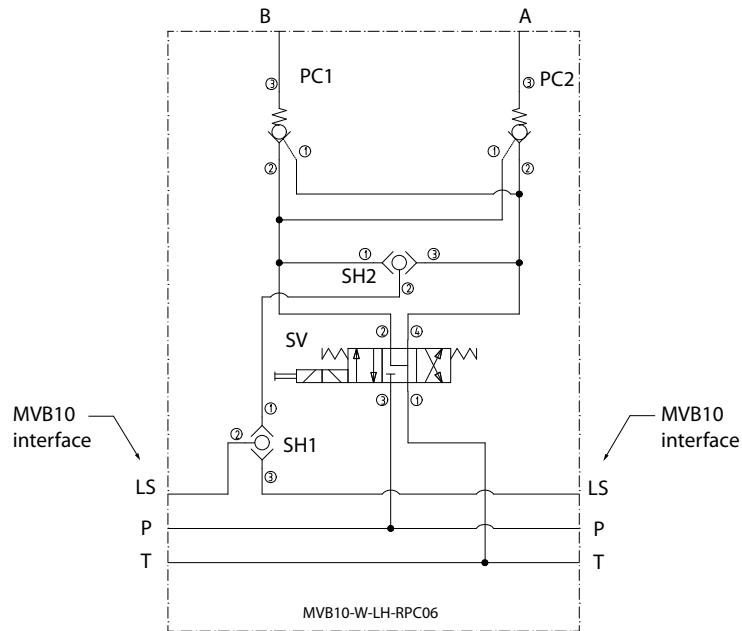 B
A
PC1
PC2
③
③
①
①
②
②
①
③
SH2
②
SV
②
④
③
①
MVB10
interface
MVB10
interface
①
②
SH1
③
LS
LS
P
P
T
T
MVB10-W-LH-RPC06